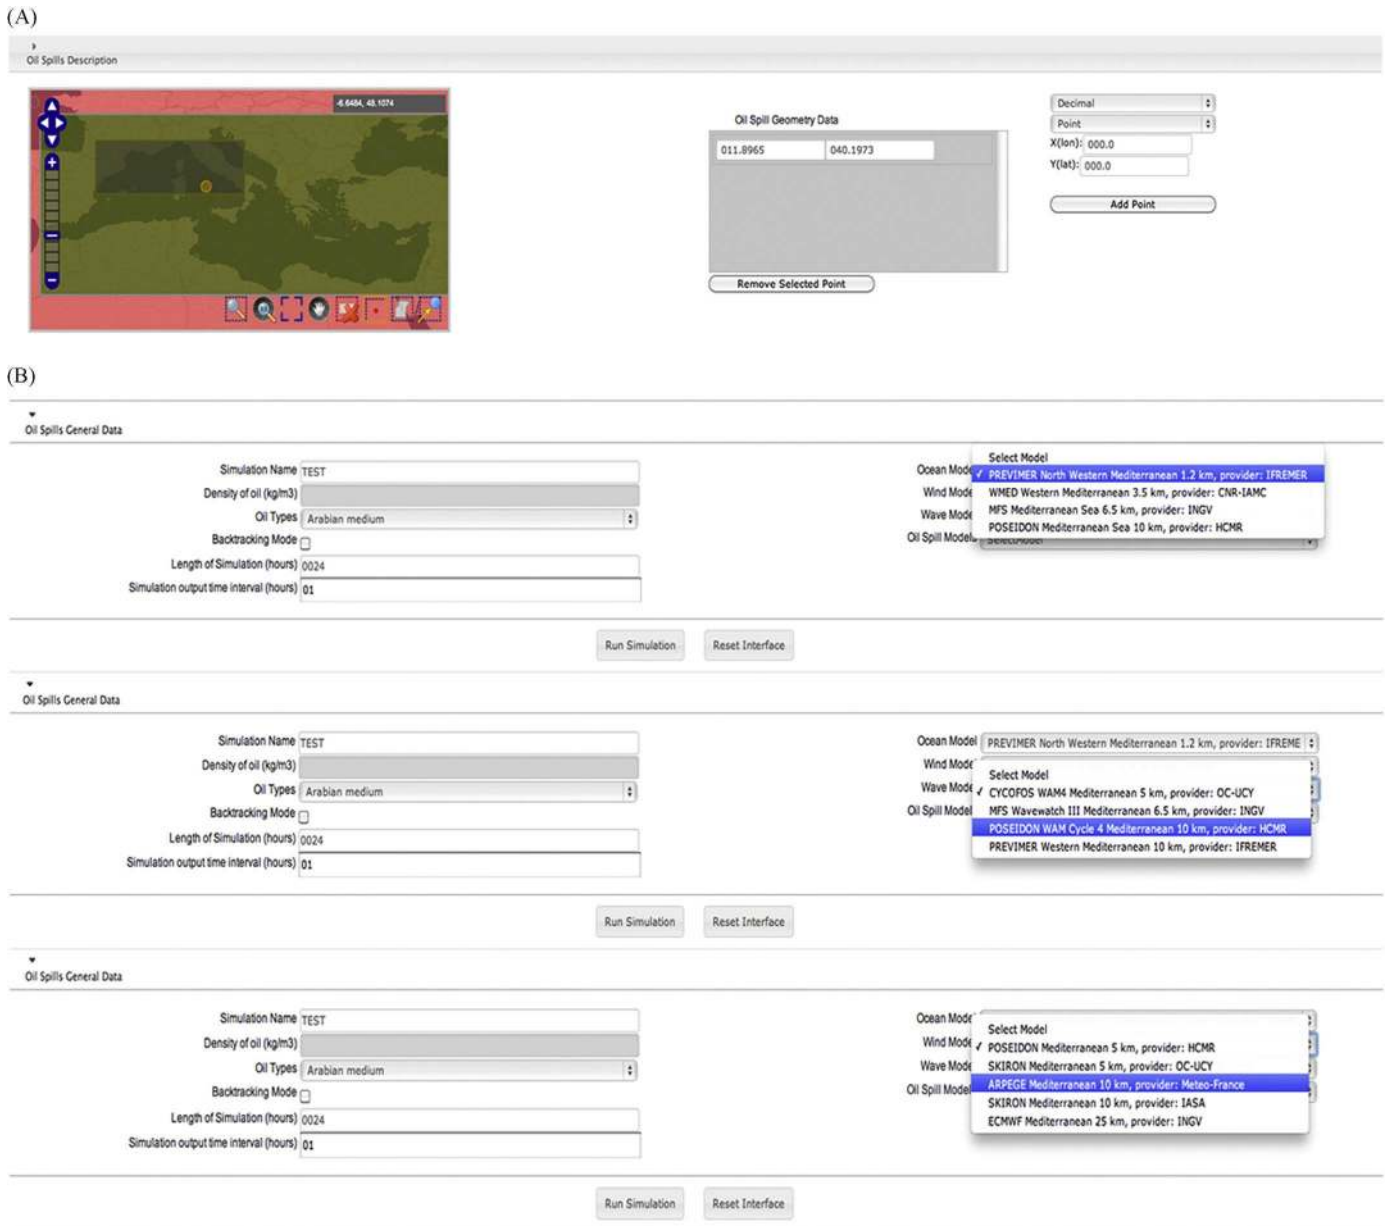 (A)
Oil Spills Description
-6.6484, 48.1074
Oil Spill Geometry Data
011.8965 040.1973
Remove Selected Point
Decimal
Point
X(lon): 000.0
Y(lat): 000.0
Add Point
(B)
Oil Spills General Data
Simulation Name TEST
Density of oil (kg/m3)
Oil Types Arabian medium
Backtracking Mode
Length of Simulation (hours) 0024
Simulation output time interval (hours) 01
Ocean Mode
Wind Mode
Wave Mode
Oil Spill Models
Select Model
✓ PREVIMER North Western Mediterranean 1.2 km, provider: IFREMER
WMED Western Mediterranean 3.5 km, provider: CNR-IAMC
MFS Mediterranean Sea 6.5 km, provider: INGV
POSEIDON Mediterranean Sea 10 km, provider: HCMR
Run Simulation Reset Interface
Oil Spills General Data
Simulation Name TEST
Density of oil (kg/m3)
Oil Types Arabian medium
Backtracking Mode
Length of Simulation (hours) 0024
Simulation output time interval (hours) 01
Ocean Model PREVIMER North Western Mediterranean 1.2 km, provider: IFREME
Wind Mode
Wave Mode
Oil Spill Model
Select Model
✓ CYCOFOS WAM4 Mediterranean 5 km, provider: OC-UCY
MFS Wavewatch III Mediterranean 6.5 km, provider: INGV
POSEIDON WAM Cycle 4 Mediterranean 10 km, provider: HCMR
PREVIMER Western Mediterranean 10 km, provider: IFREMER
Run Simulation Reset Interface
Oil Spills General Data
Simulation Name TEST
Density of oil (kg/m3)
Oil Types Arabian medium
Backtracking Mode
Length of Simulation (hours) 0024
Simulation output time interval (hours) 01
Ocean Mode
Wind Mode
Wave Mode
Oil Spill Model
Select Model
✓ POSEIDON Mediterranean 5 km, provider: HCMR
SKIRON Mediterranean 5 km, provider: OC-UCY
ARPEGE Mediterranean 10 km, provider: Meteo-France
SKIRON Mediterranean 10 km, provider: IASA
ECMWF Mediterranean 25 km, provider: INGV
Run Simulation Reset Interface